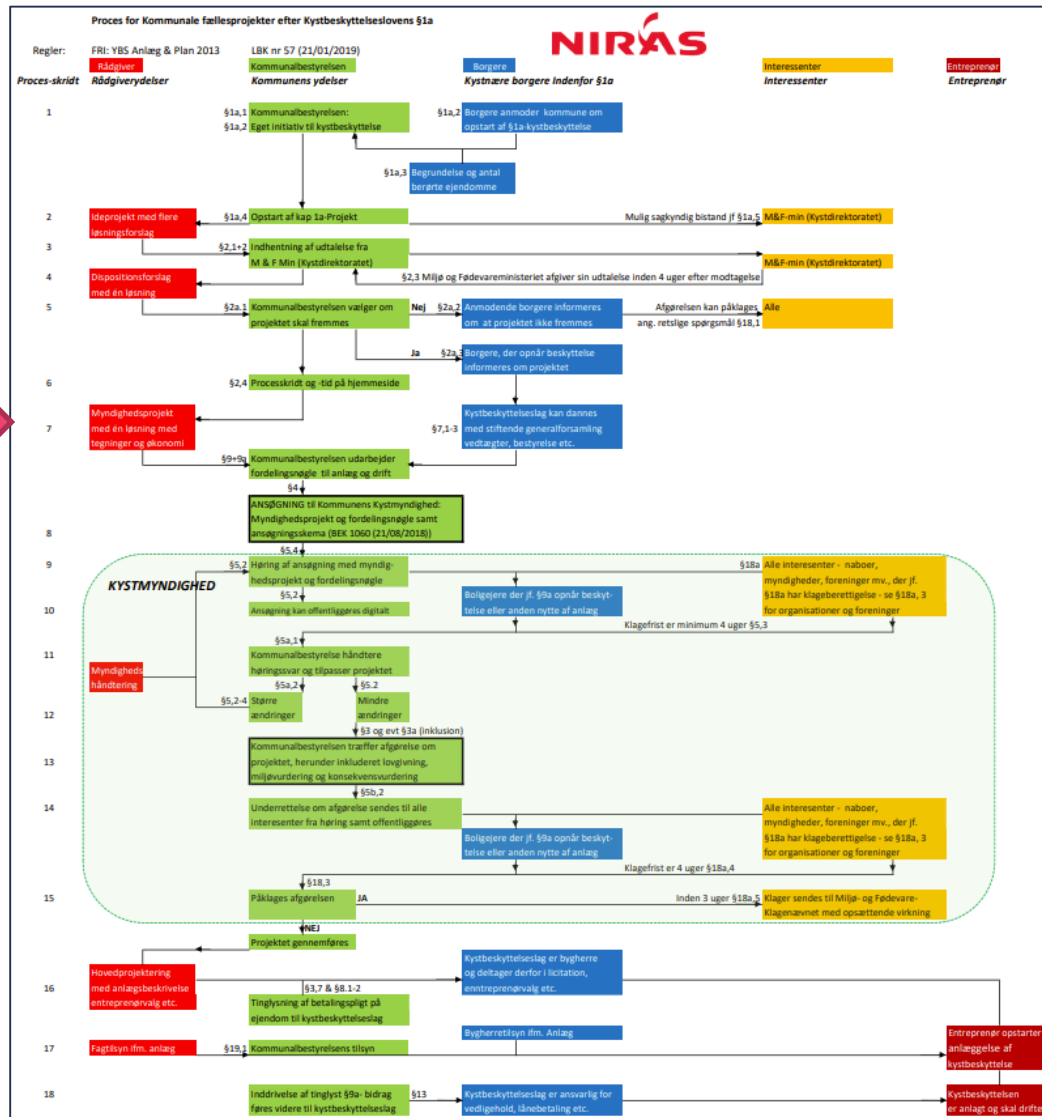 Proces for Kommunale fællesprojekter efter Kystbeskyttelseslovens §1a
NIRAS
Regler:
FRI: YBS Anlæg & Plan 2013
LBK nr 57 (21/01/2019)
Rådgiver
Kommunalbestyrelsen
Borgere
Interessenter
Entreprenør
Proces-skridt
Rådgiverydelser
Kommunens ydelser
Kystnære borgere Indenfor §1a
Interessenter
Entreprenør
1
§1a,1
§1a,2
Kommunalbestyrelsen:
Eget initiativ til kystbeskyttelse
§1a,2
Borgere anmoder kommune om
opstart af §1a-kystbeskyttelse
§1a,3
Begrundelse og antal
berørte ejendomme
2
Ideprojekt med flere
løsningsforslag
§1a,4
Opstart af kap 1a-Projekt
Mulig sagkyndig bistand jf §1a,5
M&F-min (Kystdirektoratet)
3
§2,1+2
Indhentning af udtalelse fra
M & F Min (Kystdirektoratet)
M&F-min (Kystdirektoratet)
4
Dispositionsforslag
med én løsning
§2,3 Miljø og Fødevareministeriet afgiver sin udtalelse inden 4 uger efter modtagelse
5
§2a.1
Kommunalbestyrelsen vælger om
projektet skal fremmes
Nej
§2a,2
Anmodende borgere informeres
om at projektet ikke fremmes
Afgørelsen kan påklages
ang. retslige spørgsmål §18,1
Alle
Ja
§2a,3
Borgere, der opnår beskyttelse
informeres om projektet
6
§2,4
Processkridt og -tid på hjemmeside
7
Myndighedsprojekt
med én løsning med
tegninger og økonomi
§7,1-3
Kystbeskyttelseslag kan dannes
med stiftende generalforsamling
vedtægter, bestyrelse etc.
§9+9a
Kommunalbestyrelsen udarbejder
fordelingsnøgle til anlæg og drift
§4
8
ANSØGNING til Kommunens Kystmyndighed:
Myndighedsprojekt og fordelingsnøgle samt
ansøgningsskema (BEK 1060 (21/08/2018))
§5,4
KYSTMYNDIGHED
9
§5,2
Høring af ansøgning med myndig-
hedsprojekt og fordelingsnøgle
§18a
Alle interesenter - naboer,
myndigheder, foreninger mv., der jf.
§18a har klageberettigelse - se §18a, 3
for organisationer og foreninger
§5,2
10
Ansøgning kan offentliggøres digitalt
Boligejere der jf. §9a opnår beskyt-
telse eller anden nytte af anlæg
Klagefrist er minimum 4 uger §5,3
§5a,1
11
Kommunalbestyrelse håndtere
høringssvar og tilpasser projektet
Myndigheds
håndtering
§5a,2
§5.2
12
§5,2-4
Større
ændringer
Mindre
ændringer
§3 og evt §3a (inklusion)
13
Kommunalbestyrelsen træffer afgørelse om
projektet, herunder inkluderet lovgivning,
miljøvurdering og konsekvensvurdering
§5b,2
14
Underrettelse om afgørelse sendes til alle
interesenter fra høring samt offentliggøres
Boligejere der jf. §9a opnår beskyt-
telse eller anden nytte af anlæg
Alle interesenter - naboer,
myndigheder, foreninger mv., der jf.
§18a har klageberettigelse - se §18a, 3
for organisationer og foreninger
Klagefrist er 4 uger §18a,4
§18,3
15
Påklages afgørelsen
JA
Inden 3 uger §18a,5
Klager sendes til Miljø- og Fødevare-
Klagenævnet med opsættende virkning
NEJ
Projektet gennemføres
16
Hovedprojektering
med anlægsbeskrivelse
entreprenørvalg etc.
Kystbeskyttelseslag er bygherre
og deltager derfor i licitation,
enntreprenørvalg etc.
§3,7 & §8.1-2
Tinglysning af betalingspligt på
ejendom til kystbeskyttelseslag
Bygherretilsyn ifm. Anlæg
17
Fagtilsyn ifm. anlæg
§19,1
Kommunalbestyrelsens tilsyn
Entreprenør opstarter
anlæggelse af
kystbeskyttelse
18
Inddrivelse af tinglyst §9a- bidrag
føres videre til kystbeskyttelseslag
§13
Kystbeskyttelseslag er ansvarlig for
vedligehold, lånebetaling etc.
Kystbeskyttelsen
er anlagt og skal drifte